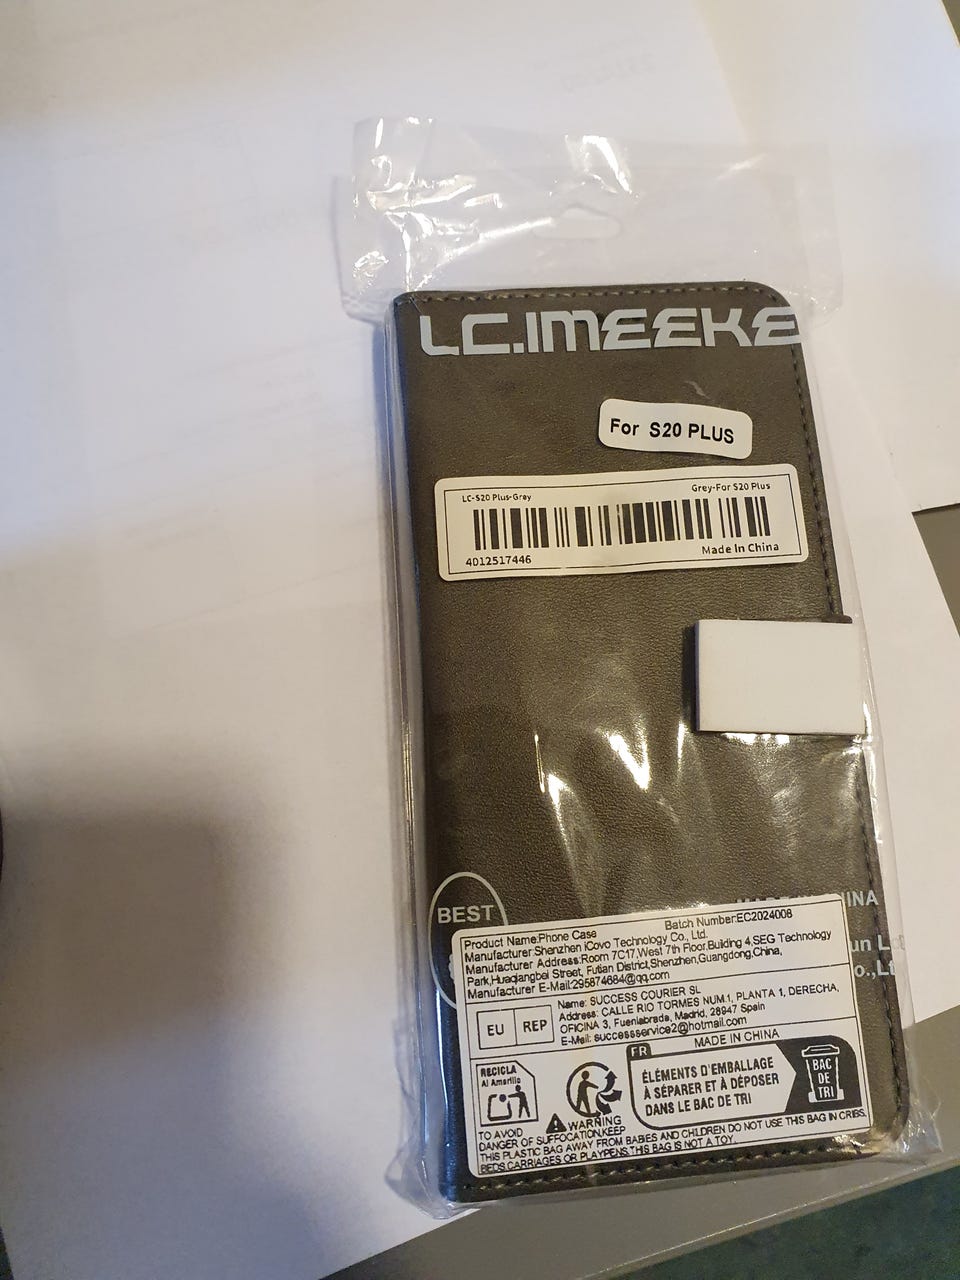 LC.IMEEKE
For S20 PLUS
LC-S20 Plus-Grey
Grey-For S20 Plus
4012517446
Made In China
BEST
INA
Product Name:Phone Case
Batch Number:EC2024008
Manufacturer:Shenzhen iCovo Technology Co., Ltd.
Manufacturer Address:Room 7C17,West 7th Floor,Building 4,SEG Technology
Park,Huaqiangbei Street, Futian District,Shenzhen,Guangdong,China,
Manufacturer E-Mail:295874684@qq.com
EU REP
Name: SUCCESS COURIER SL
Address: CALLE RIO TORMES NUM.1, PLANTA 1, DERECHA,
OFICINA 3, Fuenlabrada, Madrid, 28947 Spain
E-Mail: successservice2@hotmail.com
MADE IN CHINA
RECICLA
Al Amarillo
FR
ÉLÉMENTS D'EMBALLAGE
À SÉPARER ET À DÉPOSER
DANS LE BAC DE TRI
BAC
DE
TRI
WARNING
TO AVOID
DANGER OF SUFFOCATION,KEEP
THIS PLASTIC BAG AWAY FROM BABIES AND CHILDREN DO NOT USE THIS BAG IN CRIBS,
BEDS,CARRIAGES OR PLAYPENS.THIS BAG IS NOT A TOY.